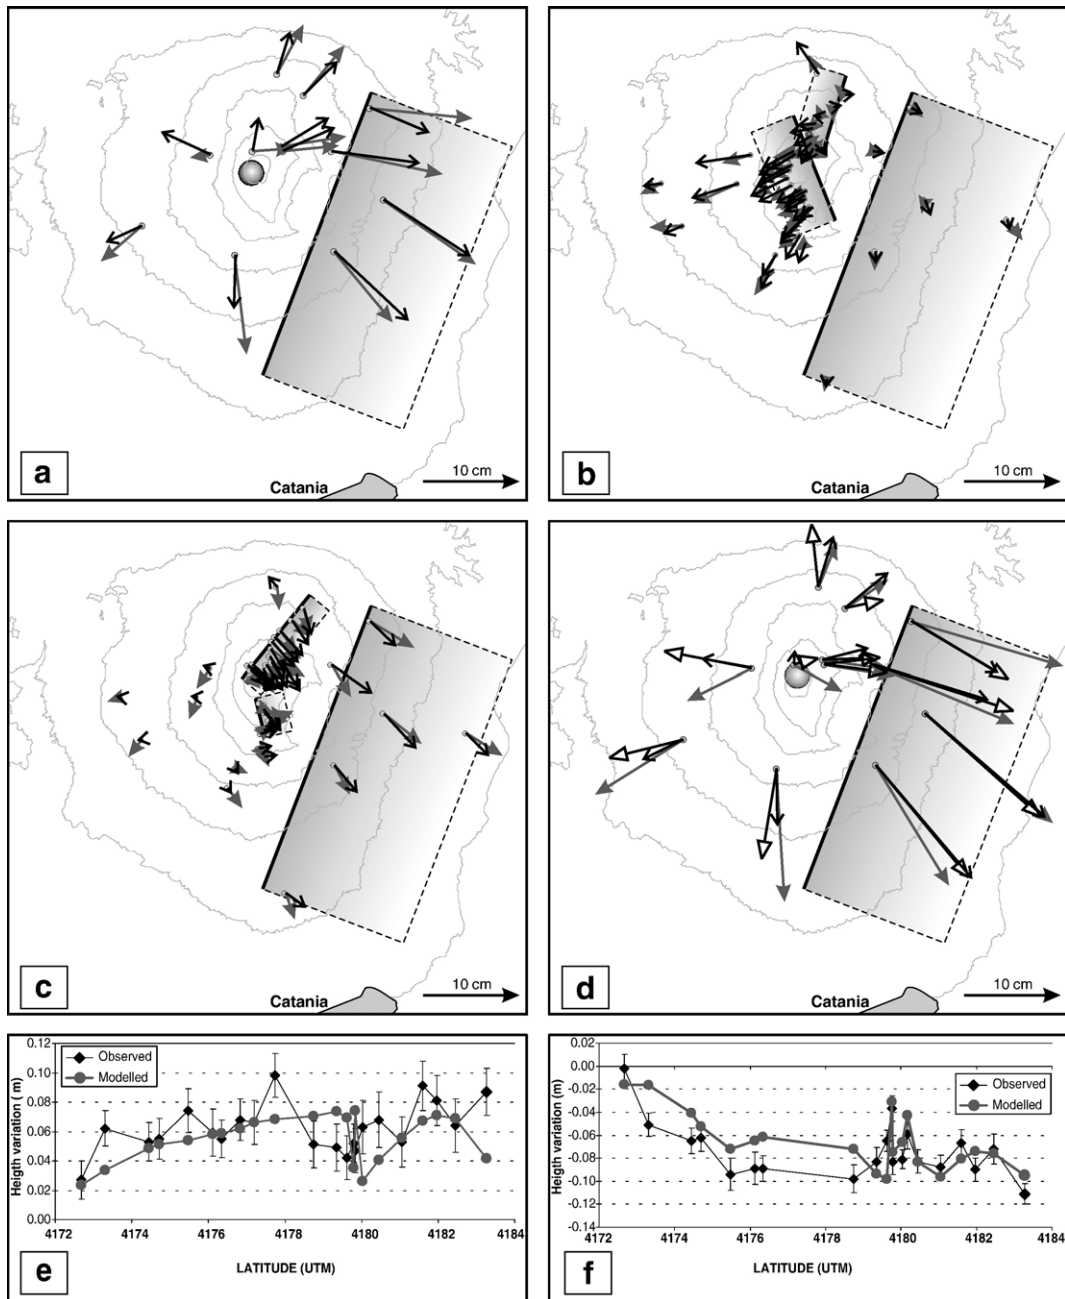 a
Catania
10 cm
b
Catania
10 cm
c
Catania
10 cm
d
Catania
10 cm
Heigth variation ( m)
0.12
0.10
0.08
0.06
0.04
0.02
0.00
Observed
Modelled
4172
4174
4176
4178
4180
4182
4184
LATITUDE (UTM)
e
Heigth variation (m)
0.02
0.00
-0.02
-0.04
-0.06
-0.08
-0.10
-0.12
-0.14
Observed
Modelled
4172
4174
4176
4178
4180
4182
4184
LATITUDE (UTM)
f